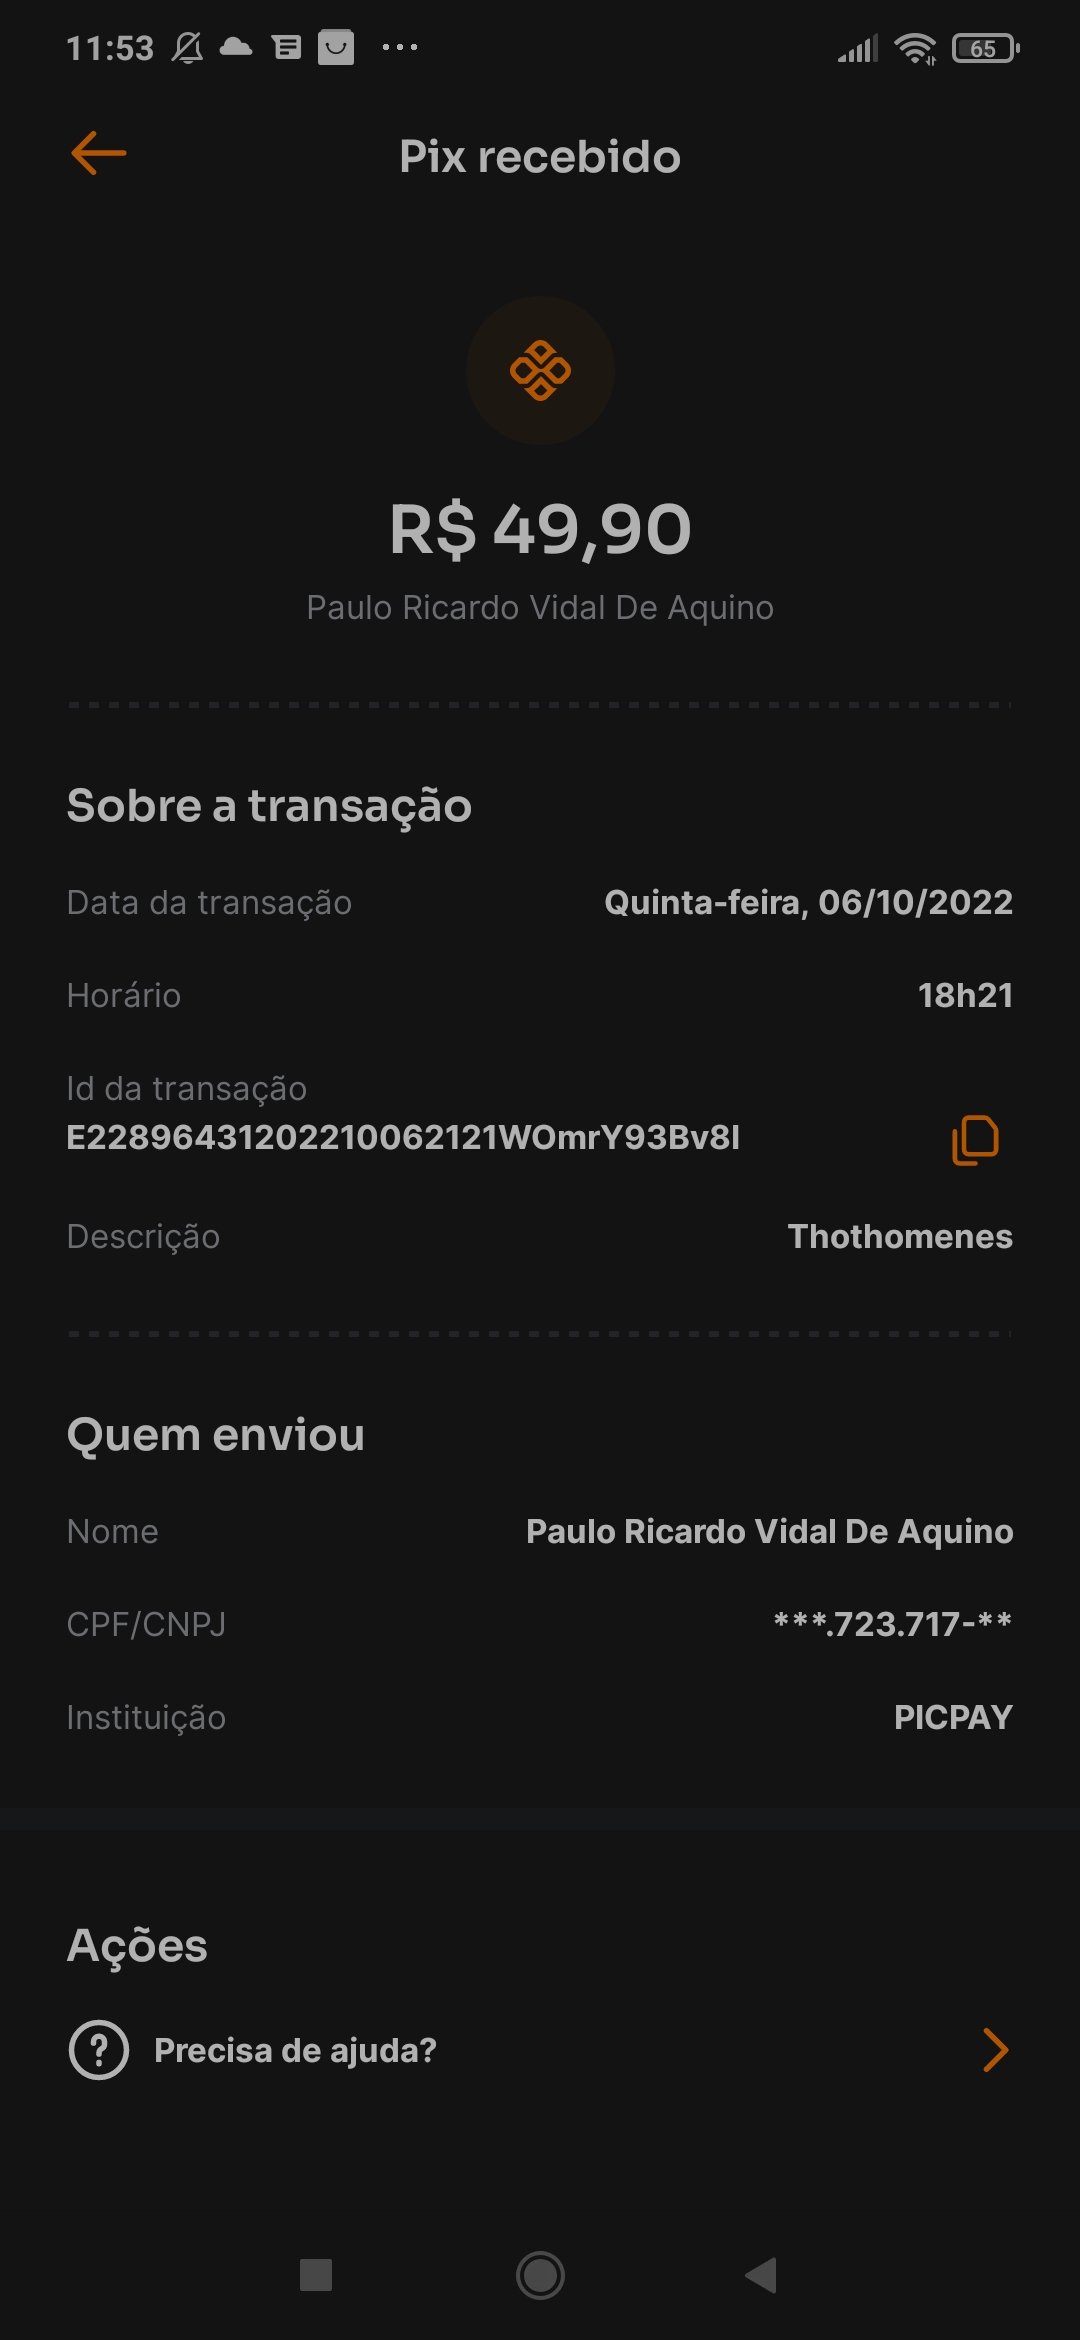 11:53
65
Pix recebido
R$ 49,90
Paulo Ricardo Vidal De Aquino
Sobre a transação
Data da transação Quinta-feira, 06/10/2022
Horário 18h21
Id da transação
E22896431202210062121WOmrY93Bv8I
Descrição Thothomenes
Quem enviou
Nome Paulo Ricardo Vidal De Aquino
CPF/CNPJ ***.723.717-**
Instituição PICPAY
Ações
Precisa de ajuda?